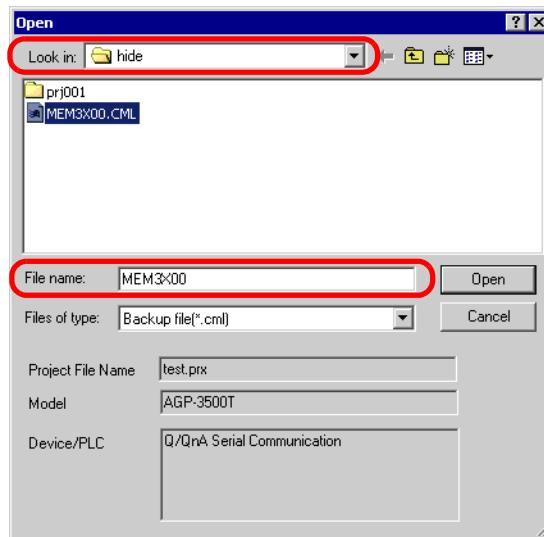 Open
Look in: hide
prj001
MEM3X00.CML
File name: MEM3X00 Open
Files of type: Backup file(*.cml) Cancel
Project File Name test.prx
Model AGP-3500T
Device/PLC Q/QnA Serial Communication